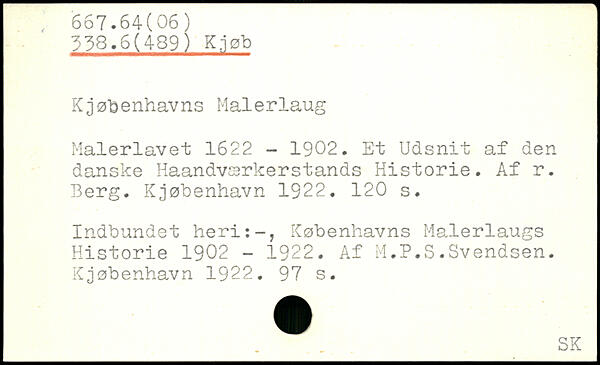 667.64(06)
338.6(489) Kjøb
Kjøbenhavns Malerlaug
Malerlavet 1622 - 1902. Et Udsnit af den
danske Haandværkerstands Historie. Af r.
Berg. Kjøbenhavn 1922. 120 s.
Indbundet heri:-, Københavns Malerlaugs
Historie 1902 - 1922. Af M.P.S.Svendsen.
Kjøbenhavn 1922. 97 s.
SK